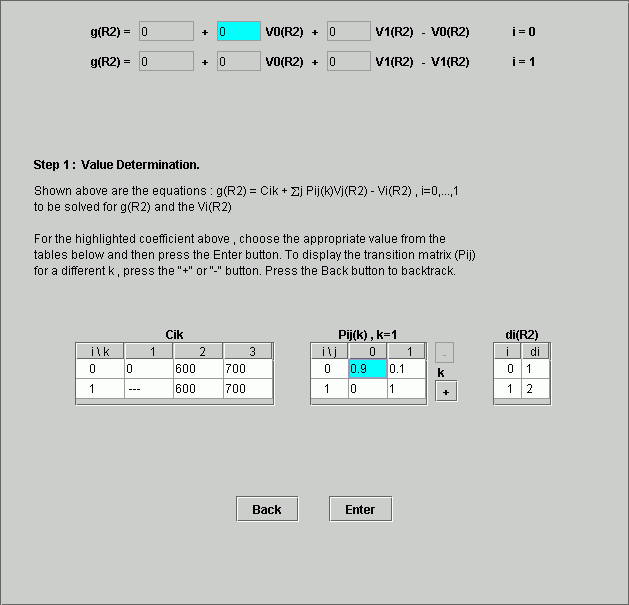 g(R2) = 0 + 0 V0(R2) + 0 V1(R2) - V0(R2) i = 0
g(R2) = 0 + 0 V0(R2) + 0 V1(R2) - V1(R2) i = 1
Step 1 : Value Determination.
Shown above are the equations : g(R2) = Cik + Σj Pij(k)Vj(R2) - Vi(R2) , i=0,...,1
to be solved for g(R2) and the Vi(R2)
For the highlighted coefficient above , choose the appropriate value from the
tables below and then press the Enter button. To display the transition matrix (Pij)
for a different k , press the "+" or "-" button. Press the Back button to backtrack.
Cik Pij(k) , k=1 di(R2)
i \ k 1 2 3 i \ j 0 1 - i di
0 0 600 700 0 0.9 0.1 k 0 1
1 --- 600 700 1 0 1 + 1 2
Back Enter